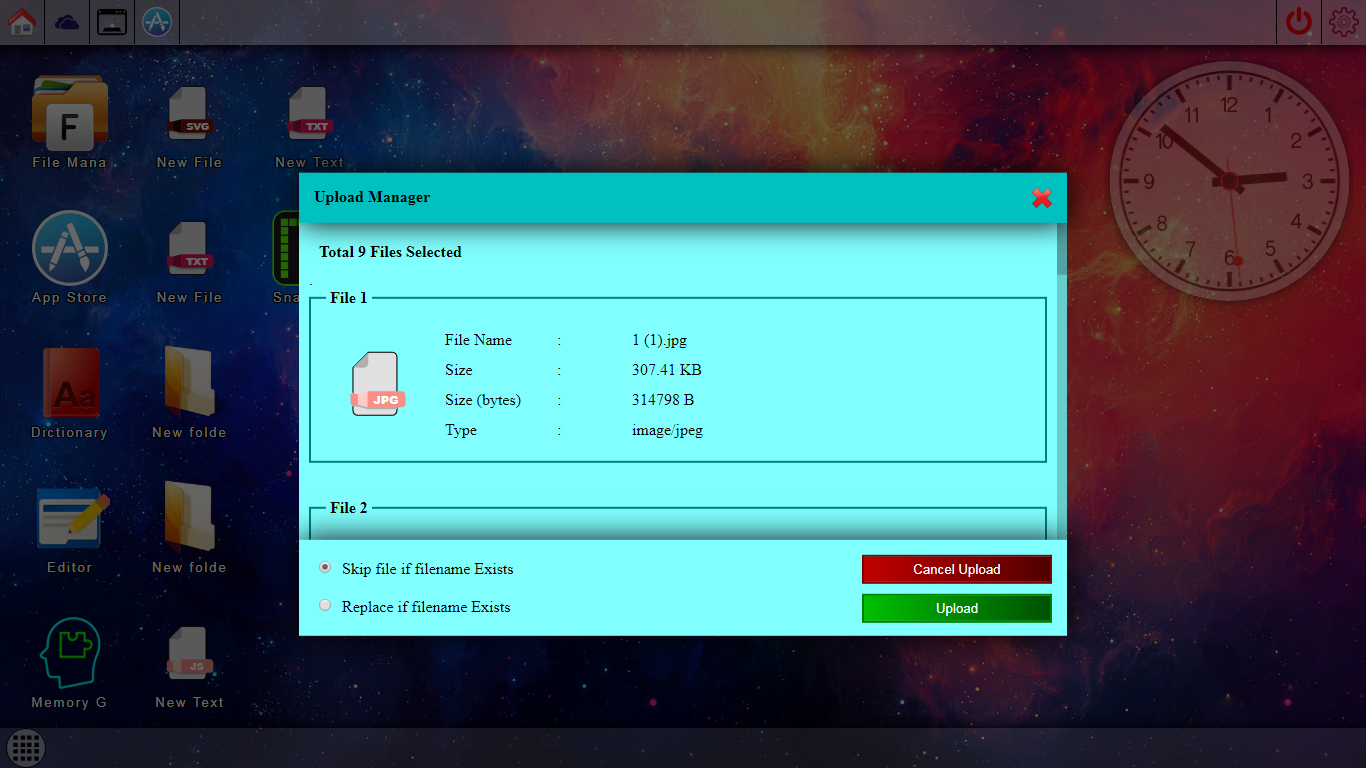 12
11
1
10
2
9
3
8
4
7
5
6
F
SVG
TXT
File Mana
New File
New Text
Upload Manager
Total 9 Files Selected
.
TXT
App Store
New File
Sna
File 1
File Name : 1 (1).jpg
Size : 307.41 KB
Size (bytes) : 314798 B
Type : image/jpeg
JPG
Aa
Dictionary
New folde
File 2
Editor
New folde
Skip file if filename Exists
Cancel Upload
Replace if filename Exists
Upload
JS
Memory G
New Text